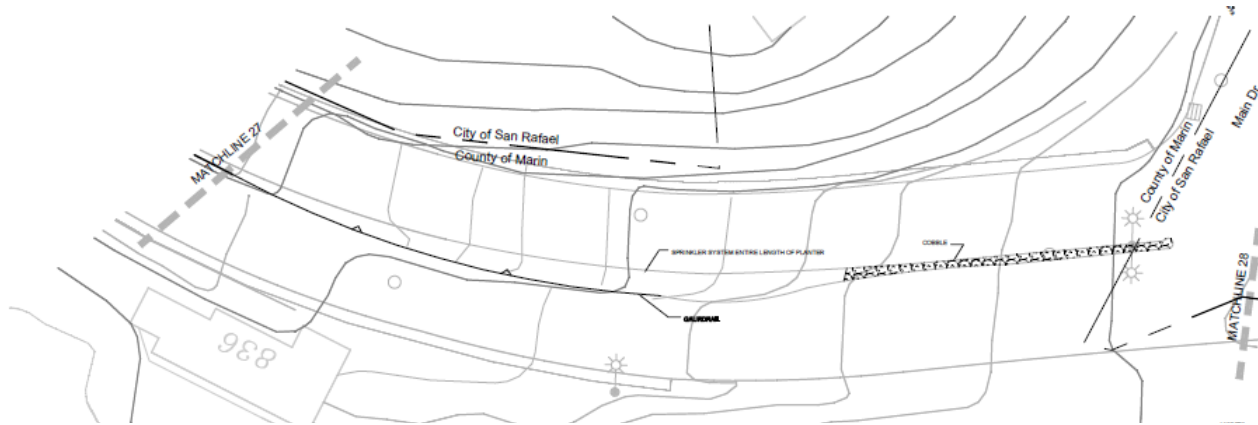 MATCHLINE 27
City of San Rafael
County of Marin
SPRINKLER SYSTEM ENTIRE LENGTH OF PLANTER
COBBLE
County of Marin
City of San Rafael
Main Dr
MATCHLINE 28
836